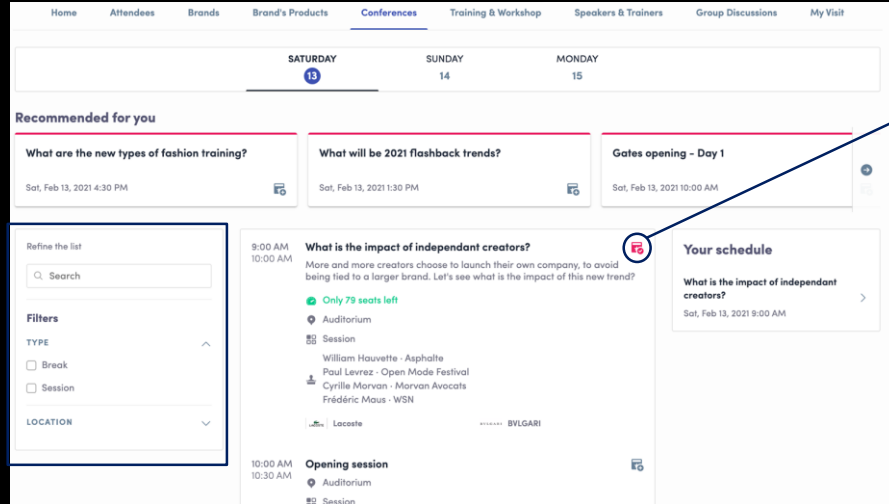 Home Attendees Brands Brand's Products Conferences Training & Workshop Speakers & Trainers Group Discussions My Visit
SATURDAY SUNDAY MONDAY
13 14 15
Recommended for you
What are the new types of fashion training?
Sat, Feb 13, 2021 4:30 PM
What will be 2021 flashback trends?
Sat, Feb 13, 2021 1:30 PM
Gates opening - Day 1
Sat, Feb 13, 2021 10:00 AM
Refine the list
Search
Filters
TYPE
Break
Session
LOCATION
9:00 AM
10:00 AM
What is the impact of independant creators?
More and more creators choose to launch their own company, to avoid
being tied to a larger brand. Let's see what is the impact of this new trend?
Only 79 seats left
Auditorium
Session
William Hauvette · Asphalte
Paul Levrez · Open Mode Festival
Cyrille Morvan · Morvan Avocats
Frédéric Maus · WSN
Lacoste
BVLGARI
10:00 AM
10:30 AM
Opening session
Auditorium
Session
Your schedule
What is the impact of independant
creators?
Sat, Feb 13, 2021 9:00 AM